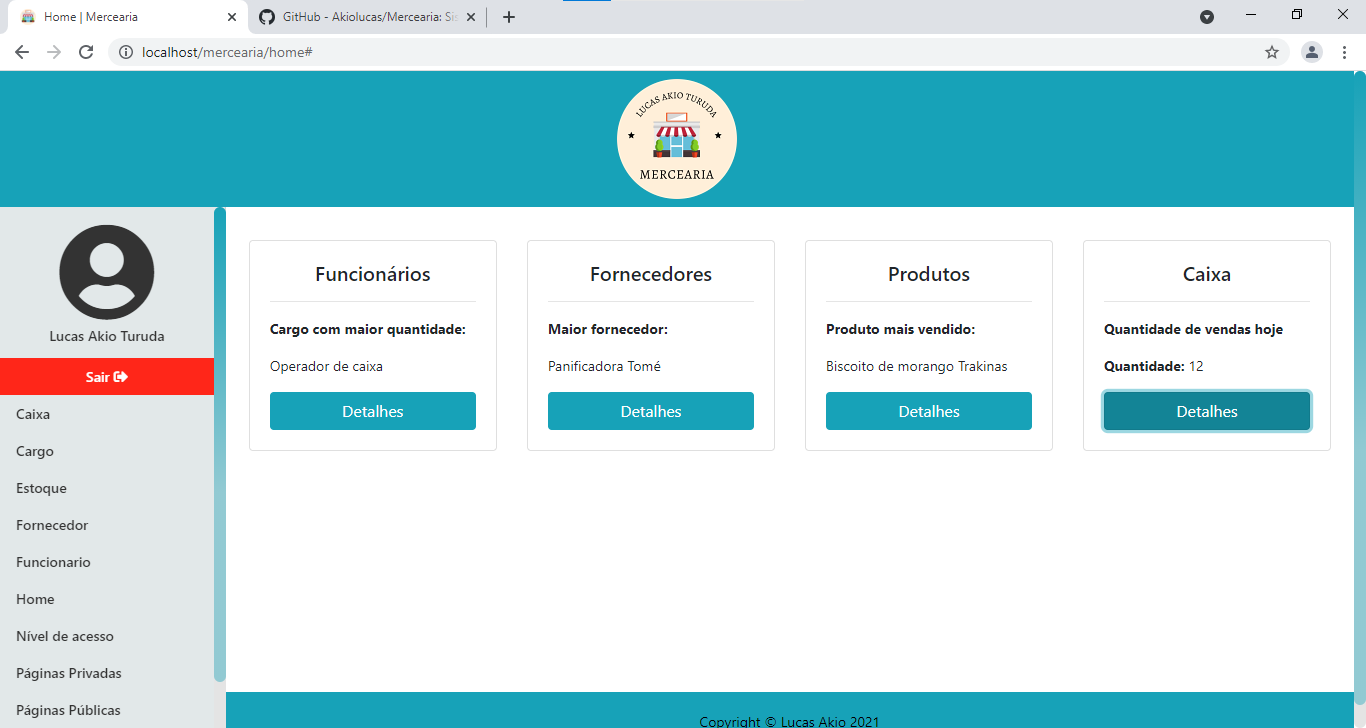 Home | Mercearia
GitHub - Akiolucas/Mercearia: Sis
localhost/mercearia/home#
LUCAS AKIO TURUDA
MERCEARIA
Lucas Akio Turuda
Sair
Caixa
Cargo
Estoque
Fornecedor
Funcionario
Home
Nível de acesso
Páginas Privadas
Páginas Públicas
Funcionários
Cargo com maior quantidade:
Operador de caixa
Detalhes
Fornecedores
Maior fornecedor:
Panificadora Tomé
Detalhes
Produtos
Produto mais vendido:
Biscoito de morango Trakinas
Detalhes
Caixa
Quantidade de vendas hoje
Quantidade: 12
Detalhes
Copyright © Lucas Akio 2021